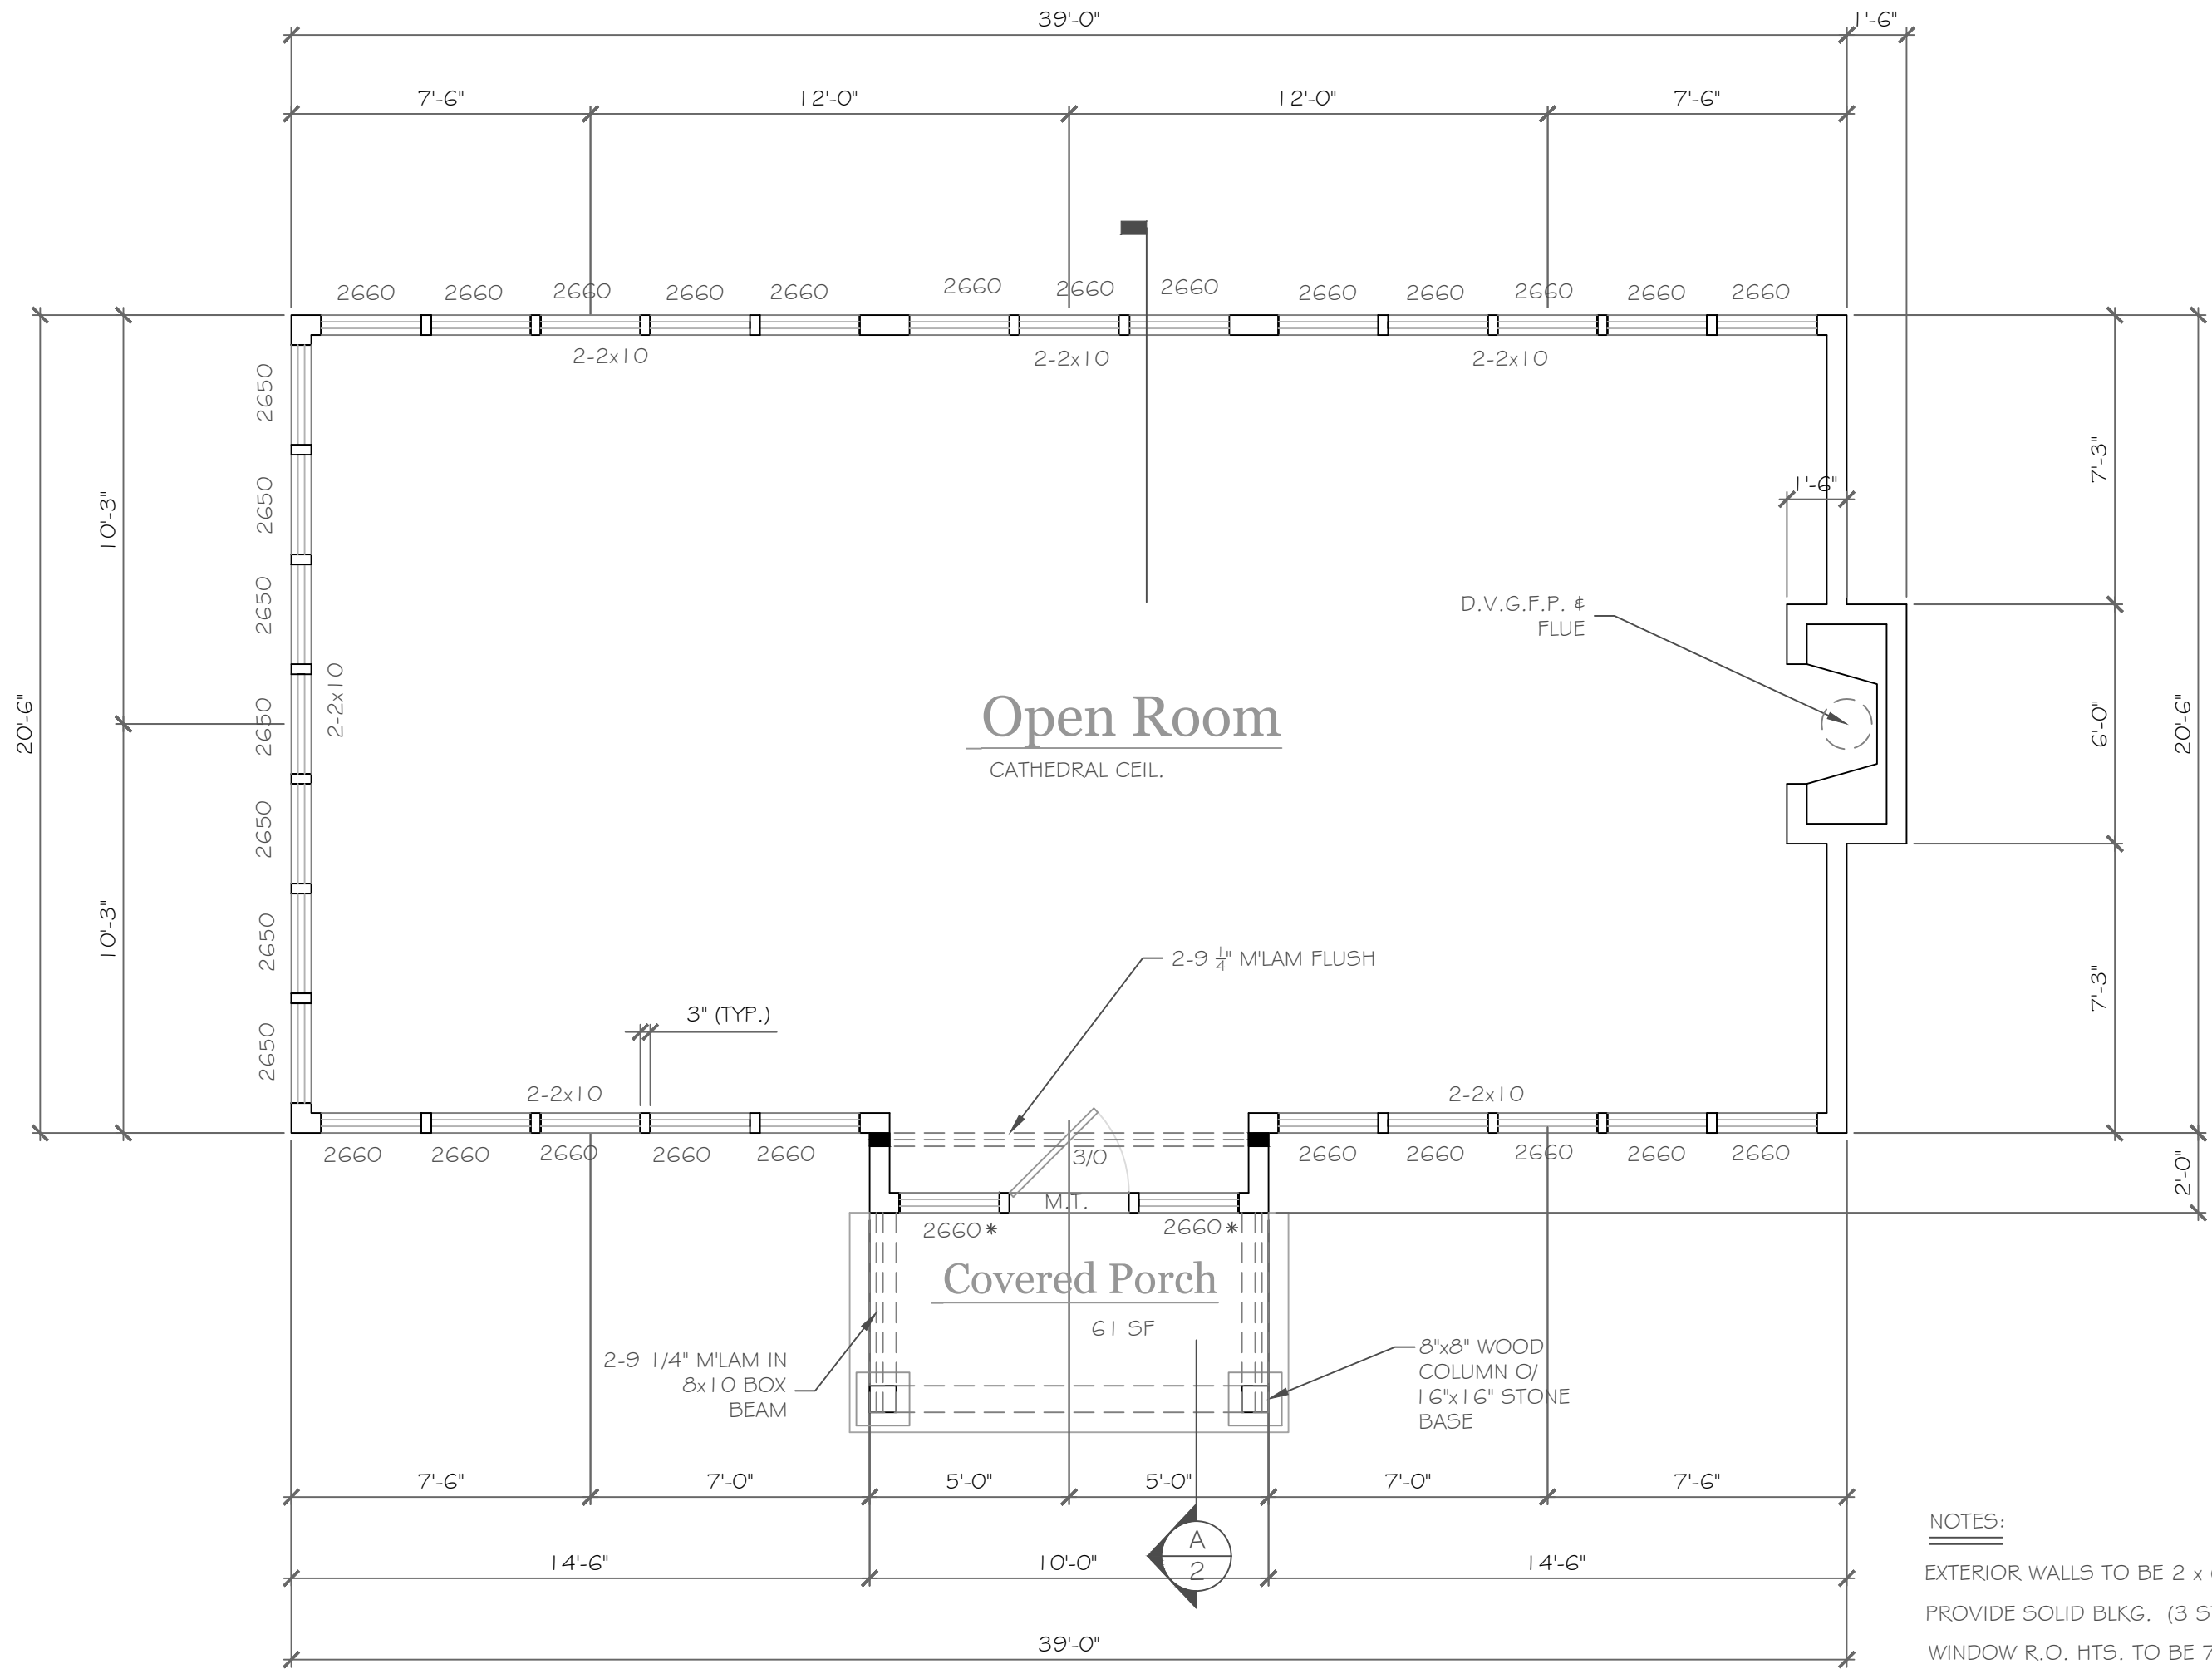 39'-0"
1'-6"
7'-6"
12'-0"
12'-0"
7'-6"
2660 2660 2660 2660 2660 2660 2660 2660 2660 2660 2660 2660 2660
2-2x10
2-2x10
2-2x10
2650
2650
2650
2650
2650
2650
2650
2-2x10
20'-6"
10'-3"
10'-3"
7'-3"
1'-6"
6'-0"
20'-6"
7'-3"
2'-0"
D.V.G.F.P. &
FLUE
Open Room
CATHEDRAL CEIL.
2-9 1/4" M'LAM FLUSH
3" (TYP.)
2-2x10
2-2x10
2660 2660 2660 2660 2660
3/0
2660 2660 2660 2660 2660
M.T.
2660*
2660*
Covered Porch
61 SF
2-9 1/4" M'LAM IN
8x10 BOX
BEAM
8"x8" WOOD
COLUMN O/
16"x16" STONE
BASE
7'-6"
7'-0"
5'-0"
5'-0"
7'-0"
7'-6"
A
2
14'-6"
10'-0"
14'-6"
39'-0"
NOTES:
EXTERIOR WALLS TO BE 2 x
PROVIDE SOLID BLKG. (3
WINDOW R.O. HTS. TO BE 7